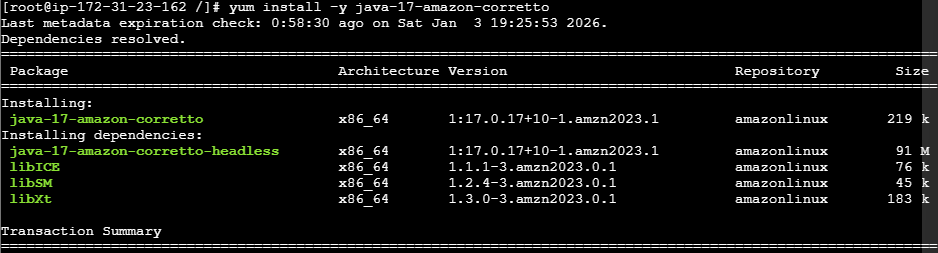 [root@ip-172-31-23-162 /]# yum install -y java-17-amazon-corretto
Last metadata expiration check: 0:58:30 ago on Sat Jan  3 19:25:53 2026.
Dependencies resolved.
================================================================================
Package Architecture Version Repository Size
================================================================================
Installing:
java-17-amazon-corretto x86_64 1:17.0.17+10-1.amzn2023.1 amazonlinux 219 k
Installing dependencies:
java-17-amazon-corretto-headless x86_64 1:17.0.17+10-1.amzn2023.1 amazonlinux 91 M
libICE x86_64 1.1.1-3.amzn2023.0.1 amazonlinux 76 k
libSM x86_64 1.2.4-3.amzn2023.0.1 amazonlinux 45 k
libXt x86_64 1.3.0-3.amzn2023.0.1 amazonlinux 183 k
Transaction Summary
================================================================================